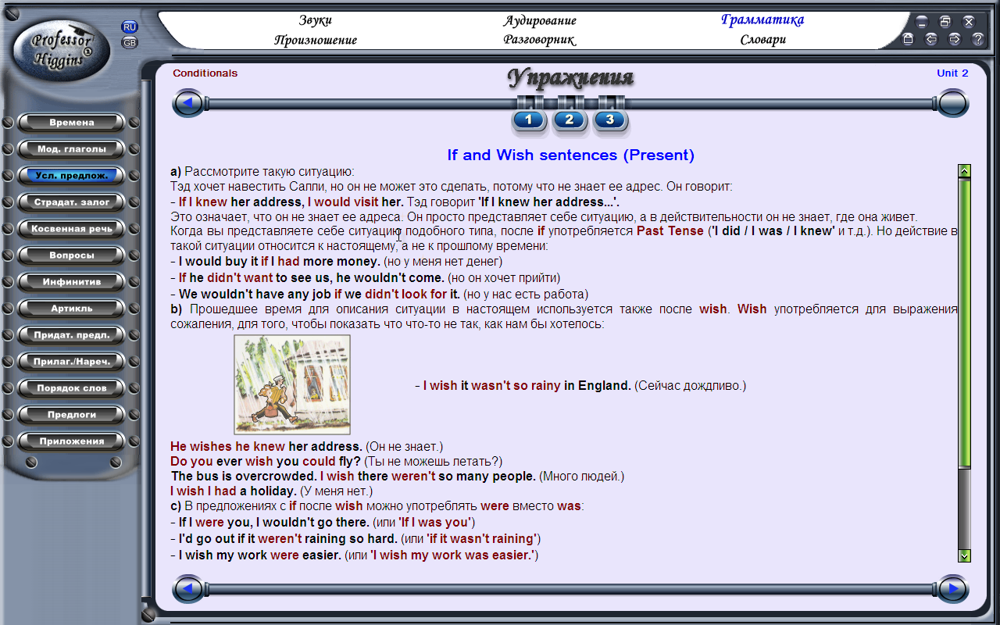 Professor Higgins
RU
GB
Звуки
Произношение
Аудирование
Разговорник
Грамматика
Словари
?
Времена
Мод. глаголы
Усл. предлож.
Страдат. залог
Косвенная речь
Вопросы
Инфинитив
Артикль
Придат. предл.
Прилаг./Нареч.
Порядок слов
Предлоги
Приложения
Conditionals
Упражнения
Unit 2
1 2 3
If and Wish sentences (Present)
a) Рассмотрите такую ситуацию:
Тэд хочет навестить Салли, но он не может это сделать, потому что не знает ее адрес. Он говорит:
- If I knew her address, I would visit her. Тэд говорит 'If I knew her address...'.
Это означает, что он не знает ее адреса. Он просто представляет себе ситуацию, а в действительности он не знает, где она живет.
Когда вы представляете себе ситуацию подобного типа, после if употребляется Past Tense ('I did / I was / I knew' и т.д.). Но действие в
такой ситуации относится к настоящему, а не к прошлому времени:
- I would buy it if I had more money. (но у меня нет денег)
- If he didn't want to see us, he wouldn't come. (но он хочет прийти)
- We wouldn't have any job if we didn't look for it. (но у нас есть работа)
b) Прошедшее время для описания ситуации в настоящем используется также после wish. Wish употребляется для выражения
сожаления, для того, чтобы показать что что-то не так, как нам бы хотелось:
- I wish it wasn't so rainy in England. (Сейчас дождливо.)
He wishes he knew her address. (Он не знает.)
Do you ever wish you could fly? (Ты не можешь летать?)
The bus is overcrowded. I wish there weren't so many people. (Много людей.)
I wish I had a holiday. (У меня нет.)
c) В предложениях с if после wish можно употреблять were вместо was:
- If I were you, I wouldn't go there. (или 'If I was you')
- I'd go out if it weren't raining so hard. (или 'if it wasn't raining')
- I wish my work were easier. (или 'I wish my work was easier.')